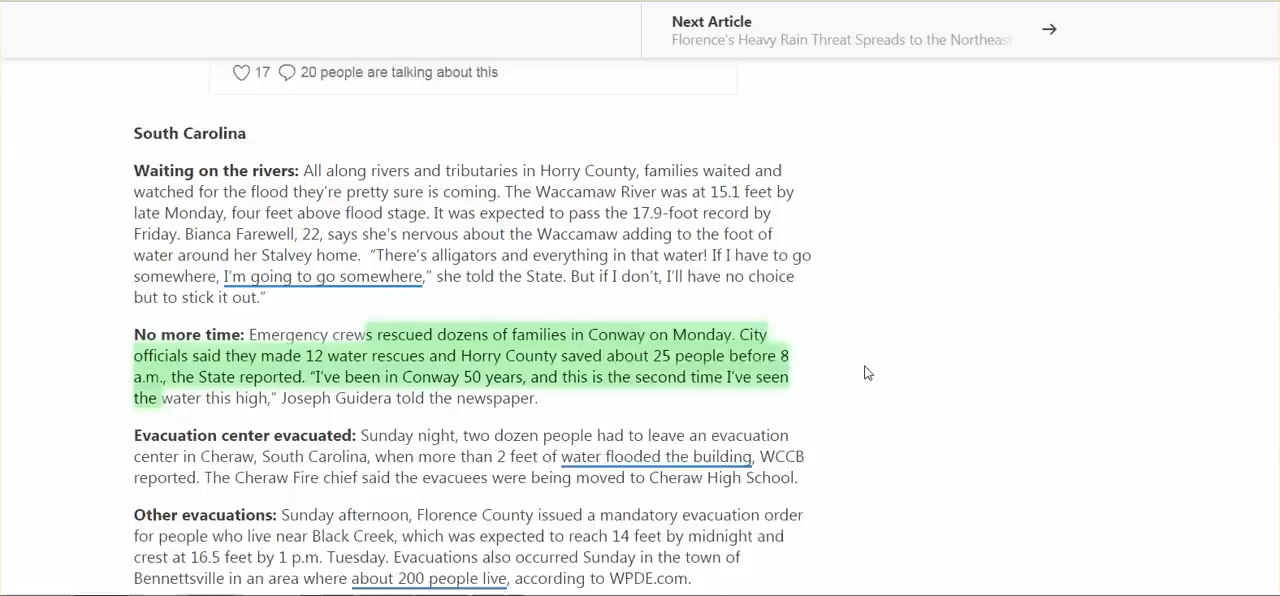 Next Article
Florence's Heavy Rain Threat Spreads to the Northeast
17 20 people are talking about this
South Carolina
Waiting on the rivers: All along rivers and tributaries in Horry County, families waited and
watched for the flood they're pretty sure is coming. The Waccamaw River was at 15.1 feet by
late Monday, four feet above flood stage. It was expected to pass the 17.9-foot record by
Friday. Bianca Farewell, 22, says she's nervous about the Waccamaw adding to the foot of
water around her Stalvey home. “There’s alligators and everything in that water! If I have to go
somewhere, I’m going to go somewhere," she told the State. But if I don’t, I’ll have no choice
but to stick it out.”
No more time: Emergency crews rescued dozens of families in Conway on Monday. City
officials said they made 12 water rescues and Horry County saved about 25 people before 8
a.m., the State reported. “I’ve been in Conway 50 years, and this is the second time I’ve seen
the water this high,” Joseph Guidera told the newspaper.
Evacuation center evacuated: Sunday night, two dozen people had to leave an evacuation
center in Cheraw, South Carolina, when more than 2 feet of water flooded the building, WCCB
reported. The Cheraw Fire chief said the evacuees were being moved to Cheraw High School.
Other evacuations: Sunday afternoon, Florence County issued a mandatory evacuation order
for people who live near Black Creek, which was expected to reach 14 feet by midnight and
crest at 16.5 feet by 1 p.m. Tuesday. Evacuations also occurred Sunday in the town of
Bennettsville in an area where about 200 people live, according to WPDE.com.